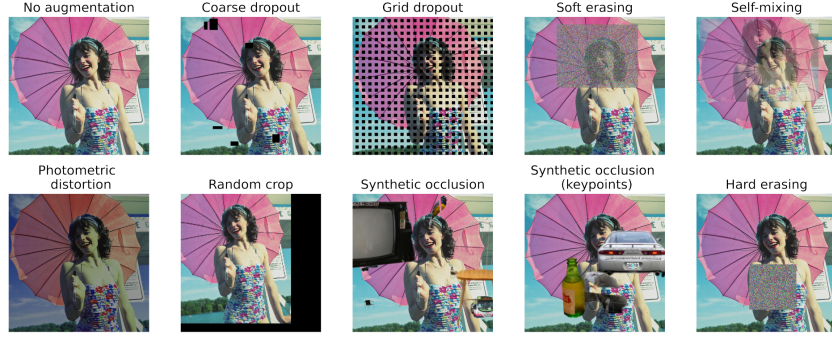 No augmentation
Coarse dropout
Grid dropout
Soft erasing
Self-mixing
Photometric
distortion
Random crop
Synthetic occlusion
Synthetic occlusion
(keypoints)
Hard erasing